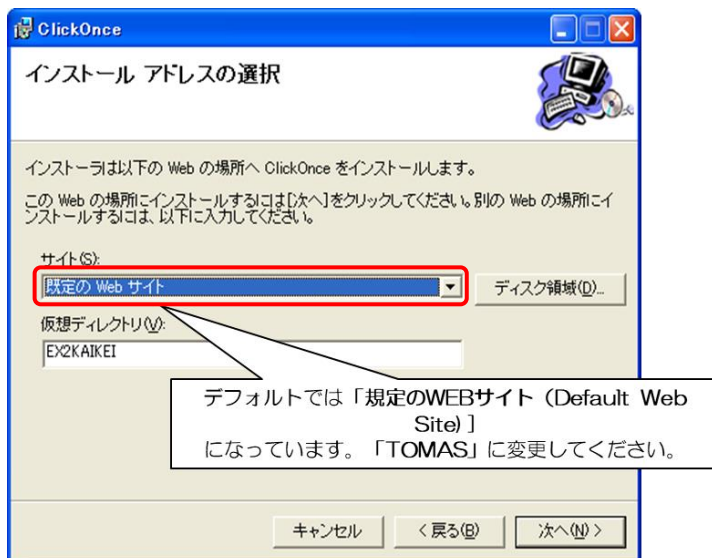 ClickOnce
インストール アドレスの選択
インストーラは以下の Web の場所へ ClickOnce をインストールします。
この Web の場所にインストールするには[次へ]をクリックしてください。別の Web の場所にイ
ンストールするには、以下に入力してください。
サイト(S):
既定の Web サイト
ディスク領域(D)...
仮想ディレクトリ(V):
EX2KAIKEI
デフォルトでは「規定のWEBサイト (Default Web
Site)]
になっています。「TOMAS」に変更してください。
キャンセル
< 戻る(B)
次へ(N) >